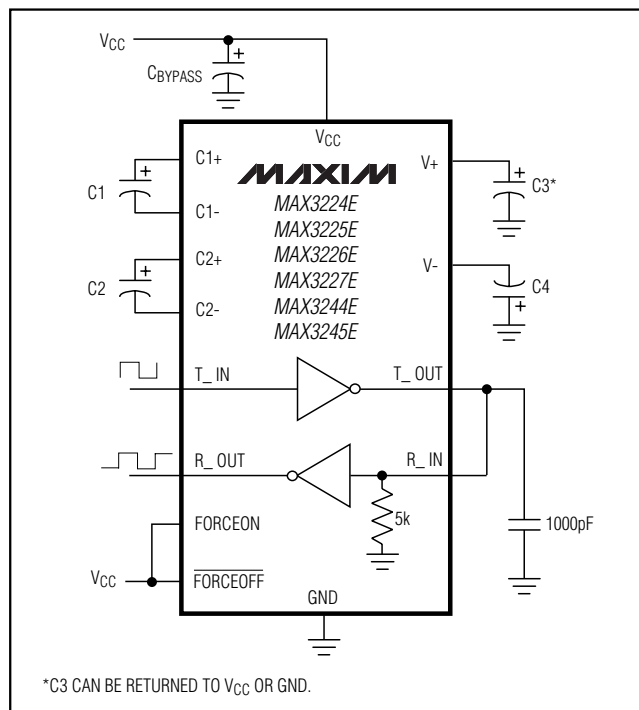 VCC
CBYPASS
+
VCC
C1+
MAXIM
V+
C1
+
+
C3*
C1-
MAX3224E
MAX3225E
C2+
MAX3226E
V-
C2
+
MAX3227E
C4
C2-
MAX3244E
+
MAX3245E
T_ IN
T_ OUT
R_ OUT
R_ IN
5k
1000pF
FORCEON
VCC
FORCEOFF
GND
*C3 CAN BE RETURNED TO VCC OR GND.